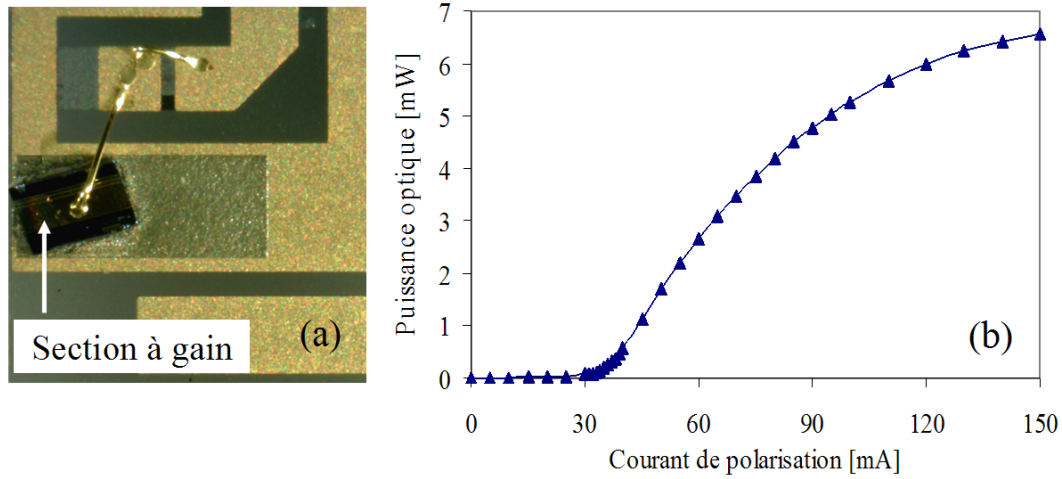 Section à gain
(a)
Puissance optique [mW]
7
6
5
4
3
2
1
0
0 30 60 90 120 150
Courant de polarisation [mA]
(b)